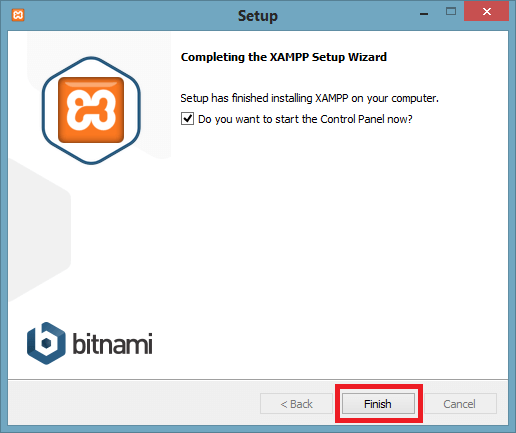 Setup
Completing the XAMPP Setup Wizard
Setup has finished installing XAMPP on your computer.
Do you want to start the Control Panel now?
bitnami
< Back
Finish
Cancel